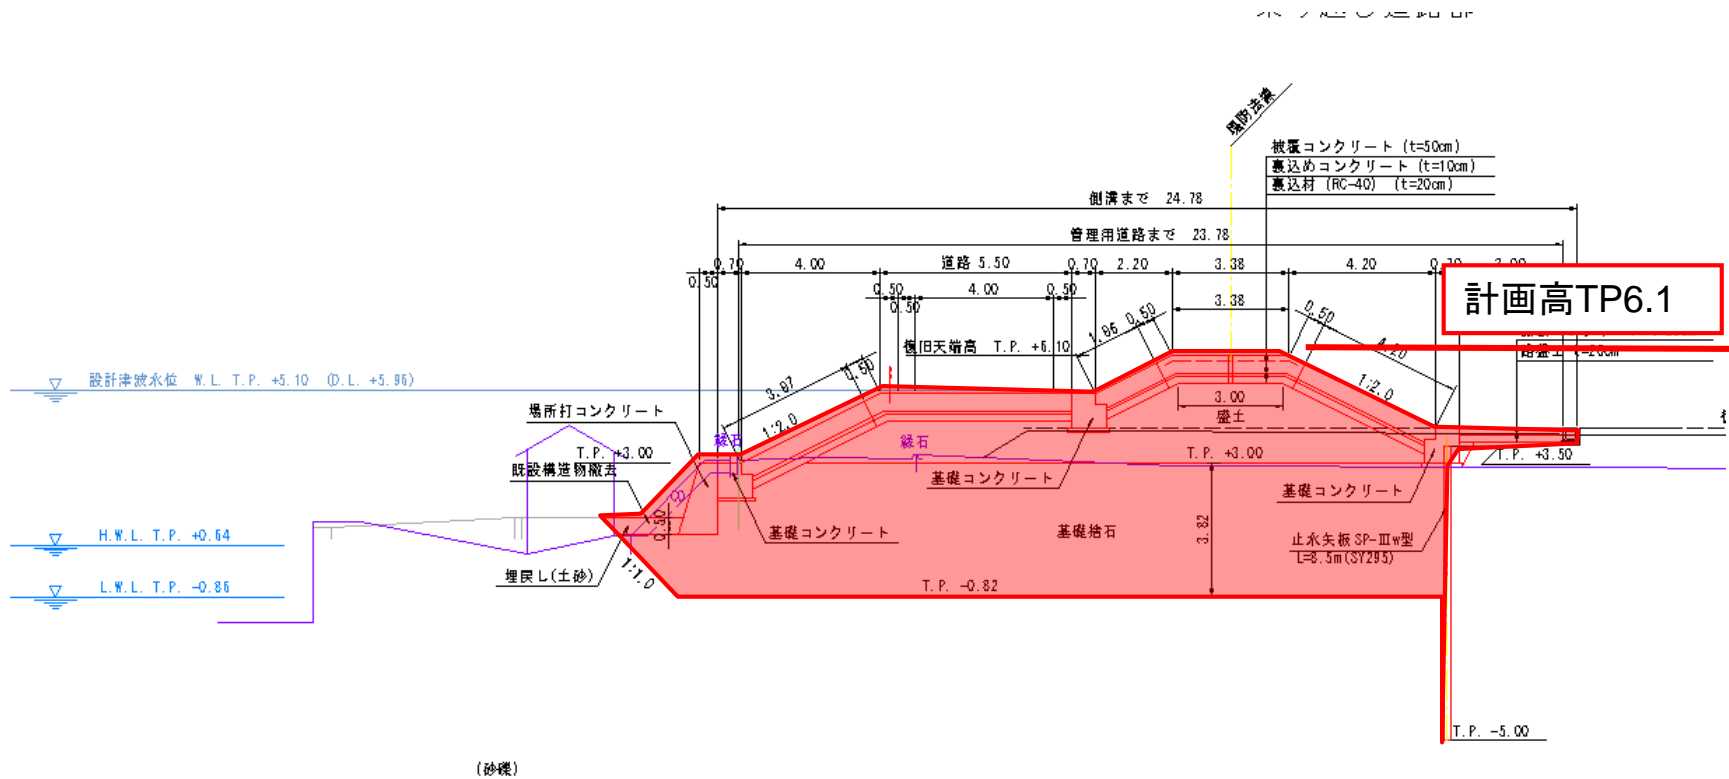 堤防法線
被覆コンクリート (t=50cm)
裏込めコンクリート (t=10cm)
裏込材 (RC-40) (t=20cm)
側溝まで 24.78
管理用道路まで 23.78
0.70
4.00
道路 5.50
0.70
2.20
3.38
4.20
0.50
0.50
0.50
4.00
0.50
3.38
計画高TP6.1
復旧天端高 T.P. +6.10
1.86
0.50
0.50
4.20
設計津波水位 W.L. T.P. +5.10 (D.L. +5.96)
3.97
0.50
1:2.0
1:2.0
3.00
盛土
場所打コンクリート
縁石
縁石
T.P. +3.00
T.P. +3.00
T.P. +3.50
既設構造物撤去
基礎コンクリート
基礎コンクリート
0.50
H.W.L. T.P. +0.64
基礎コンクリート
基礎捨石
3.82
止水矢板 SP-Ⅲw型
L=8.5m(SY295)
埋戻し(土砂)
1:1.0
L.W.L. T.P. -0.86
T.P. -0.82
T.P. -5.00
(砂礫)